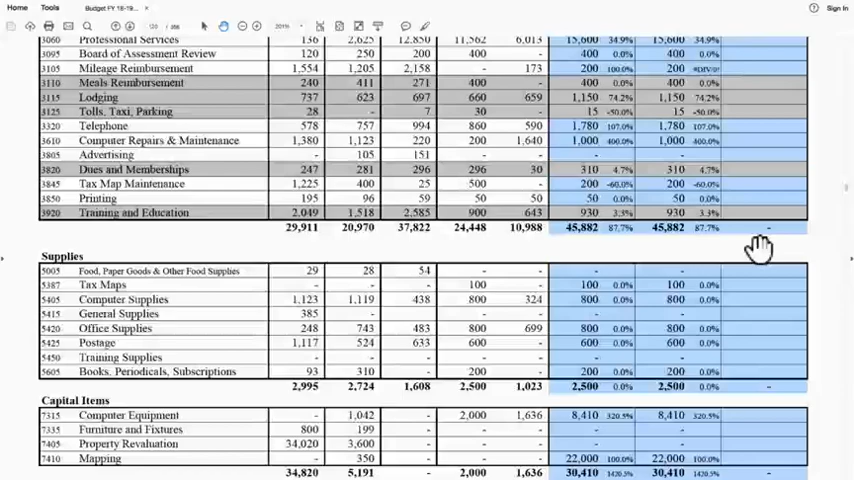 Home Tools Budget FY 18-19... × Sign In
120 / 358 201%
3060 Professional Services 136 2,625 12,850 11,562 6,013 15,600 34.9% 15,600 34.9%
3095 Board of Assessment Review 120 250 200 400 - 400 0.0% 400 0.0%
3105 Mileage Reimbursement 1,554 1,205 2,158 - 173 200 100.0% 200 #DIV/0!
3110 Meals Reimbursement 240 411 271 400 - 400 0.0% 400 0.0%
3115 Lodging 737 623 697 660 659 1,150 74.2% 1,150 74.2%
3125 Tolls, Taxi, Parking 28 - 7 30 - 15 -50.0% 15 -50.0%
3320 Telephone 578 757 994 860 590 1,780 107.0% 1,780 107.0%
3610 Computer Repairs & Maintenance 1,380 1,123 220 200 1,640 1,000 400.0% 1,000 400.0%
3805 Advertising - 105 151 - - -
3820 Dues and Memberships 247 281 296 296 30 310 4.7% 310 4.7%
3845 Tax Map Maintenance 1,225 400 25 500 - 200 -60.0% 200 -60.0%
3850 Printing 195 96 59 50 50 50 0.0% 50 0.0%
3920 Training and Education 2,049 1,518 2,585 900 643 930 3.3% 930 3.3%
29,911 20,970 37,822 24,448 10,988 45,882 87.7% 45,882 87.7% -
Supplies
5005 Food, Paper Goods & Other Food Supplies 29 28 54 - - - -
5387 Tax Maps - - - 100 - 100 0.0% 100 0.0%
5405 Computer Supplies 1,123 1,119 438 800 324 800 0.0% 800 0.0%
5415 General Supplies 385 - - - - - -
5420 Office Supplies 248 743 483 800 699 800 0.0% 800 0.0%
5425 Postage 1,117 524 633 600 - 600 0.0% 600 0.0%
5450 Training Supplies - - - - - - -
5605 Books, Periodicals, Subscriptions 93 310 - 200 - 200 0.0% 200 0.0%
2,995 2,724 1,608 2,500 1,023 2,500 0.0% 2,500 0.0% -
Capital Items
7315 Computer Equipment - 1,042 - 2,000 1,636 8,410 320.5% 8,410 320.5%
7335 Furniture and Fixtures 800 199 - - - - -
7405 Property Revaluation 34,020 3,600 - - - - -
7410 Mapping - 350 - - - 22,000 100.0% 22,000 100.0%
34,820 5,191 - 2,000 1,636 30,410 1420.5% 30,410 1420.5% -